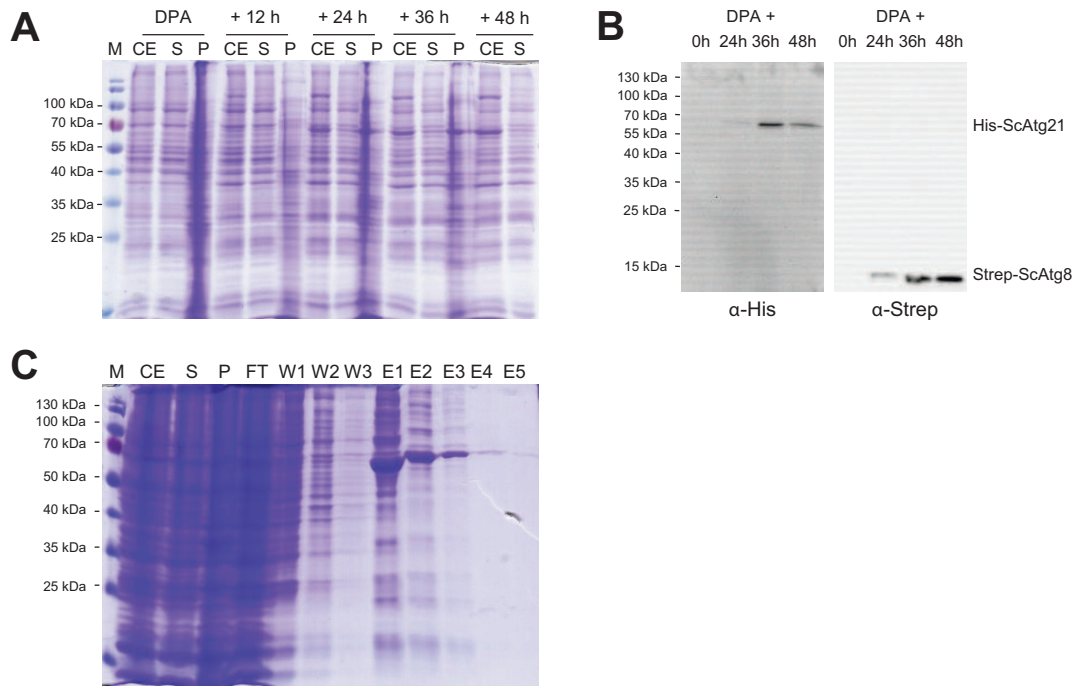 A
DPA + 12 h + 24 h + 36 h + 48 h
M CE S P CE S P CE S P CE S P CE S
100 kDa
70 kDa
55 kDa
40 kDa
35 kDa
25 kDa
B
DPA + DPA +
0h 24h 36h 48h 0h 24h 36h 48h
130 kDa
100 kDa
70 kDa
55 kDa
40 kDa
35 kDa
25 kDa
15 kDa
His-ScAtg21
Strep-ScAtg8
α-His α-Strep
C
M CE S P FT W1 W2 W3 E1 E2 E3 E4 E5
130 kDa
100 kDa
70 kDa
50 kDa
40 kDa
35 kDa
25 kDa